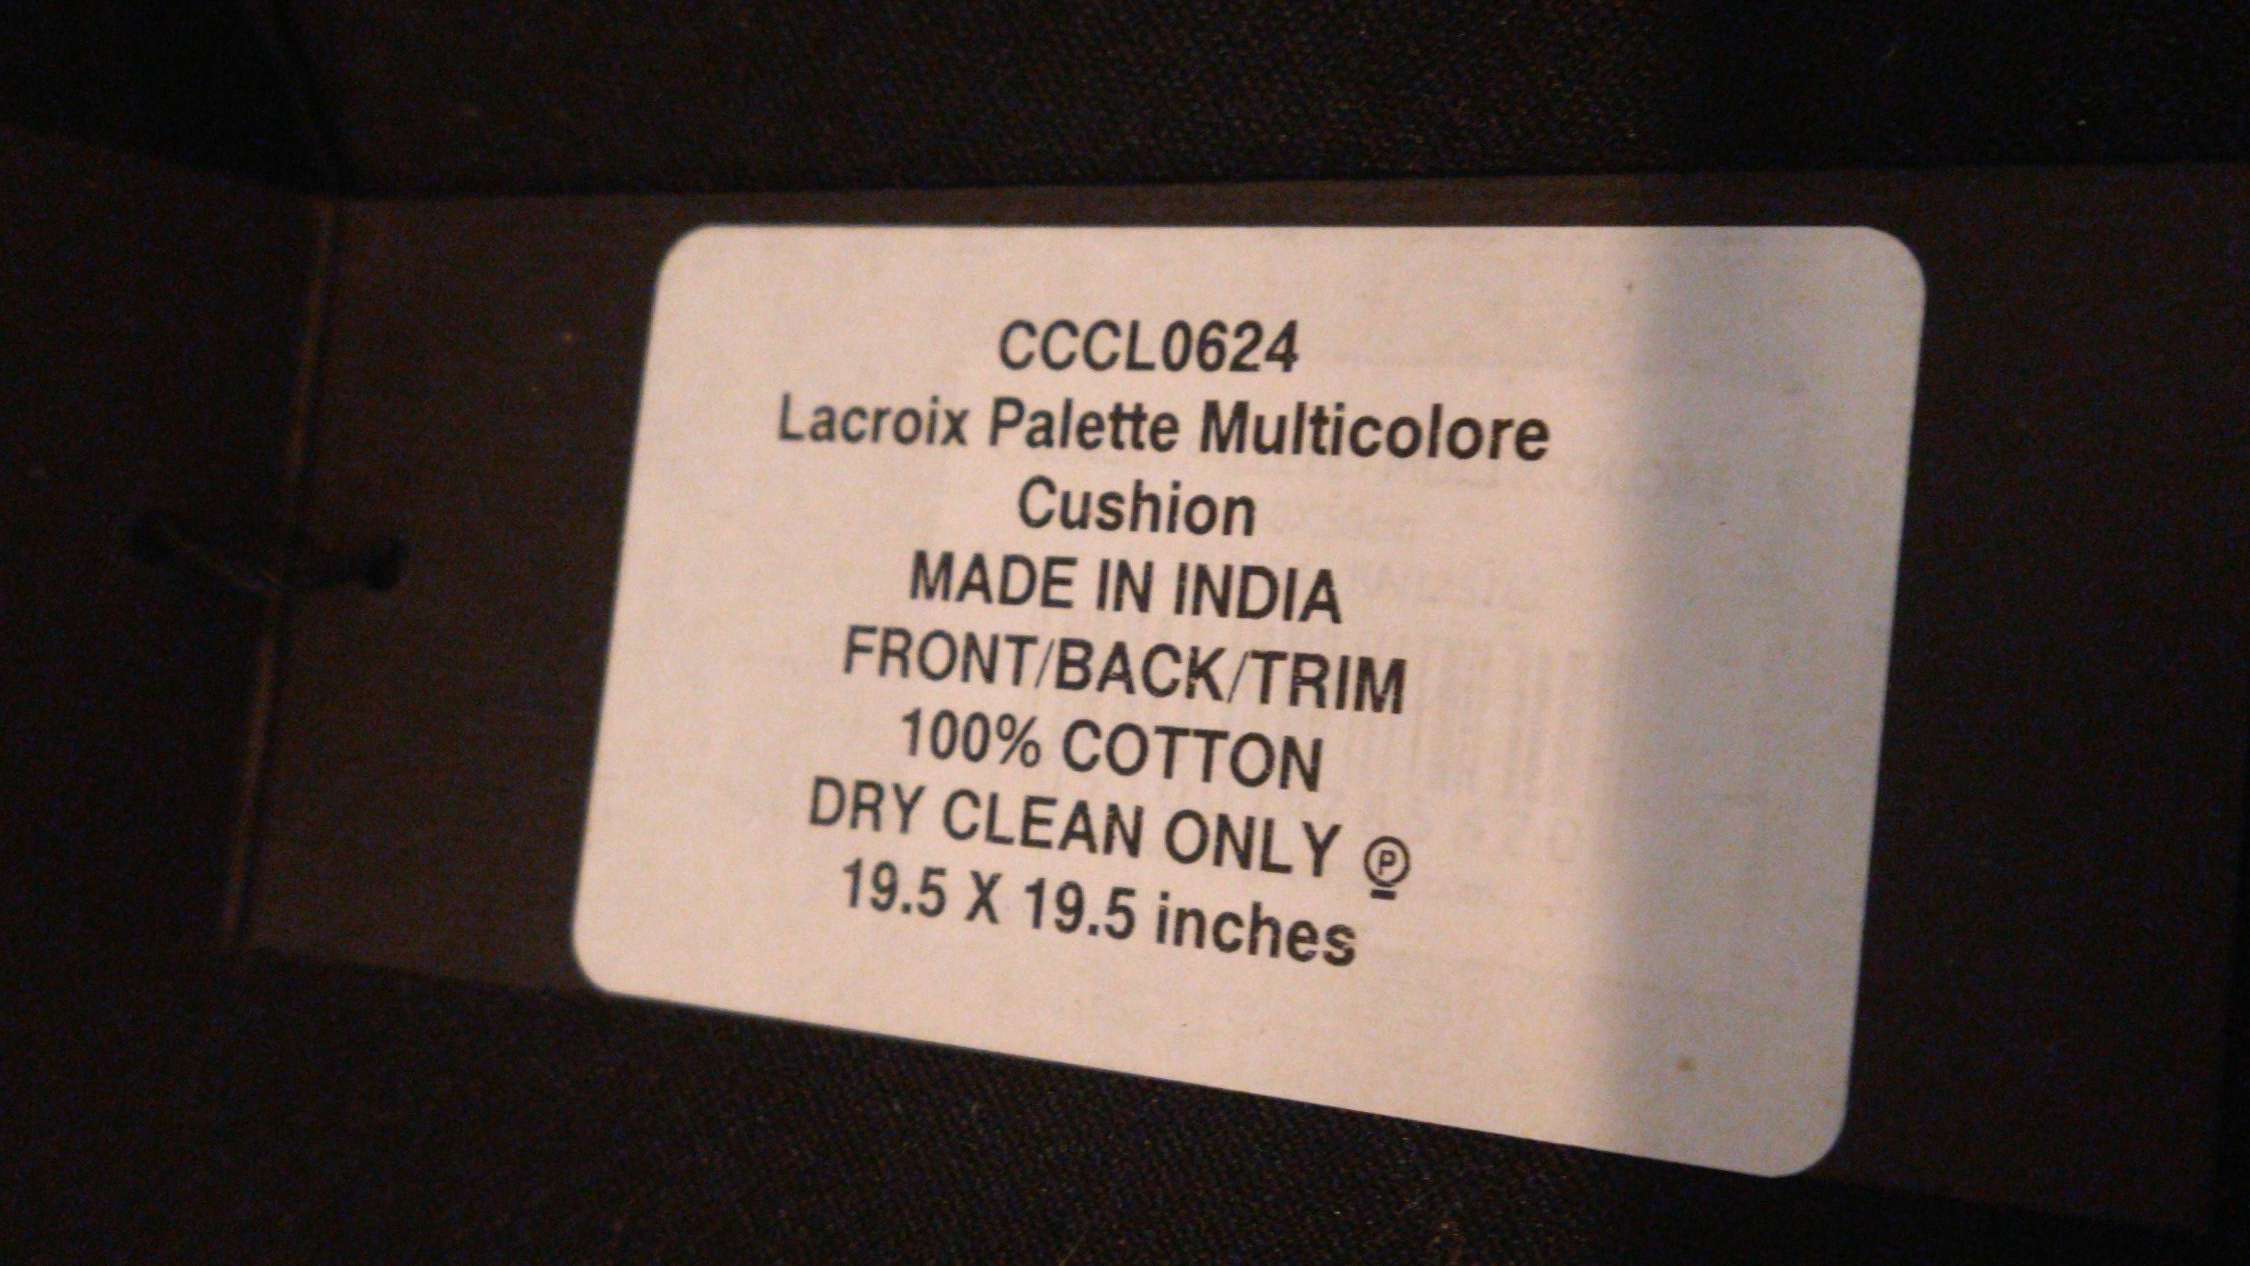 CCCL0624
Lacroix Palette Multicolore
Cushion
MADE IN INDIA
FRONT/BACK/TRIM
100% COTTON
DRY CLEAN ONLY Ⓟ
19.5 X 19.5 inches